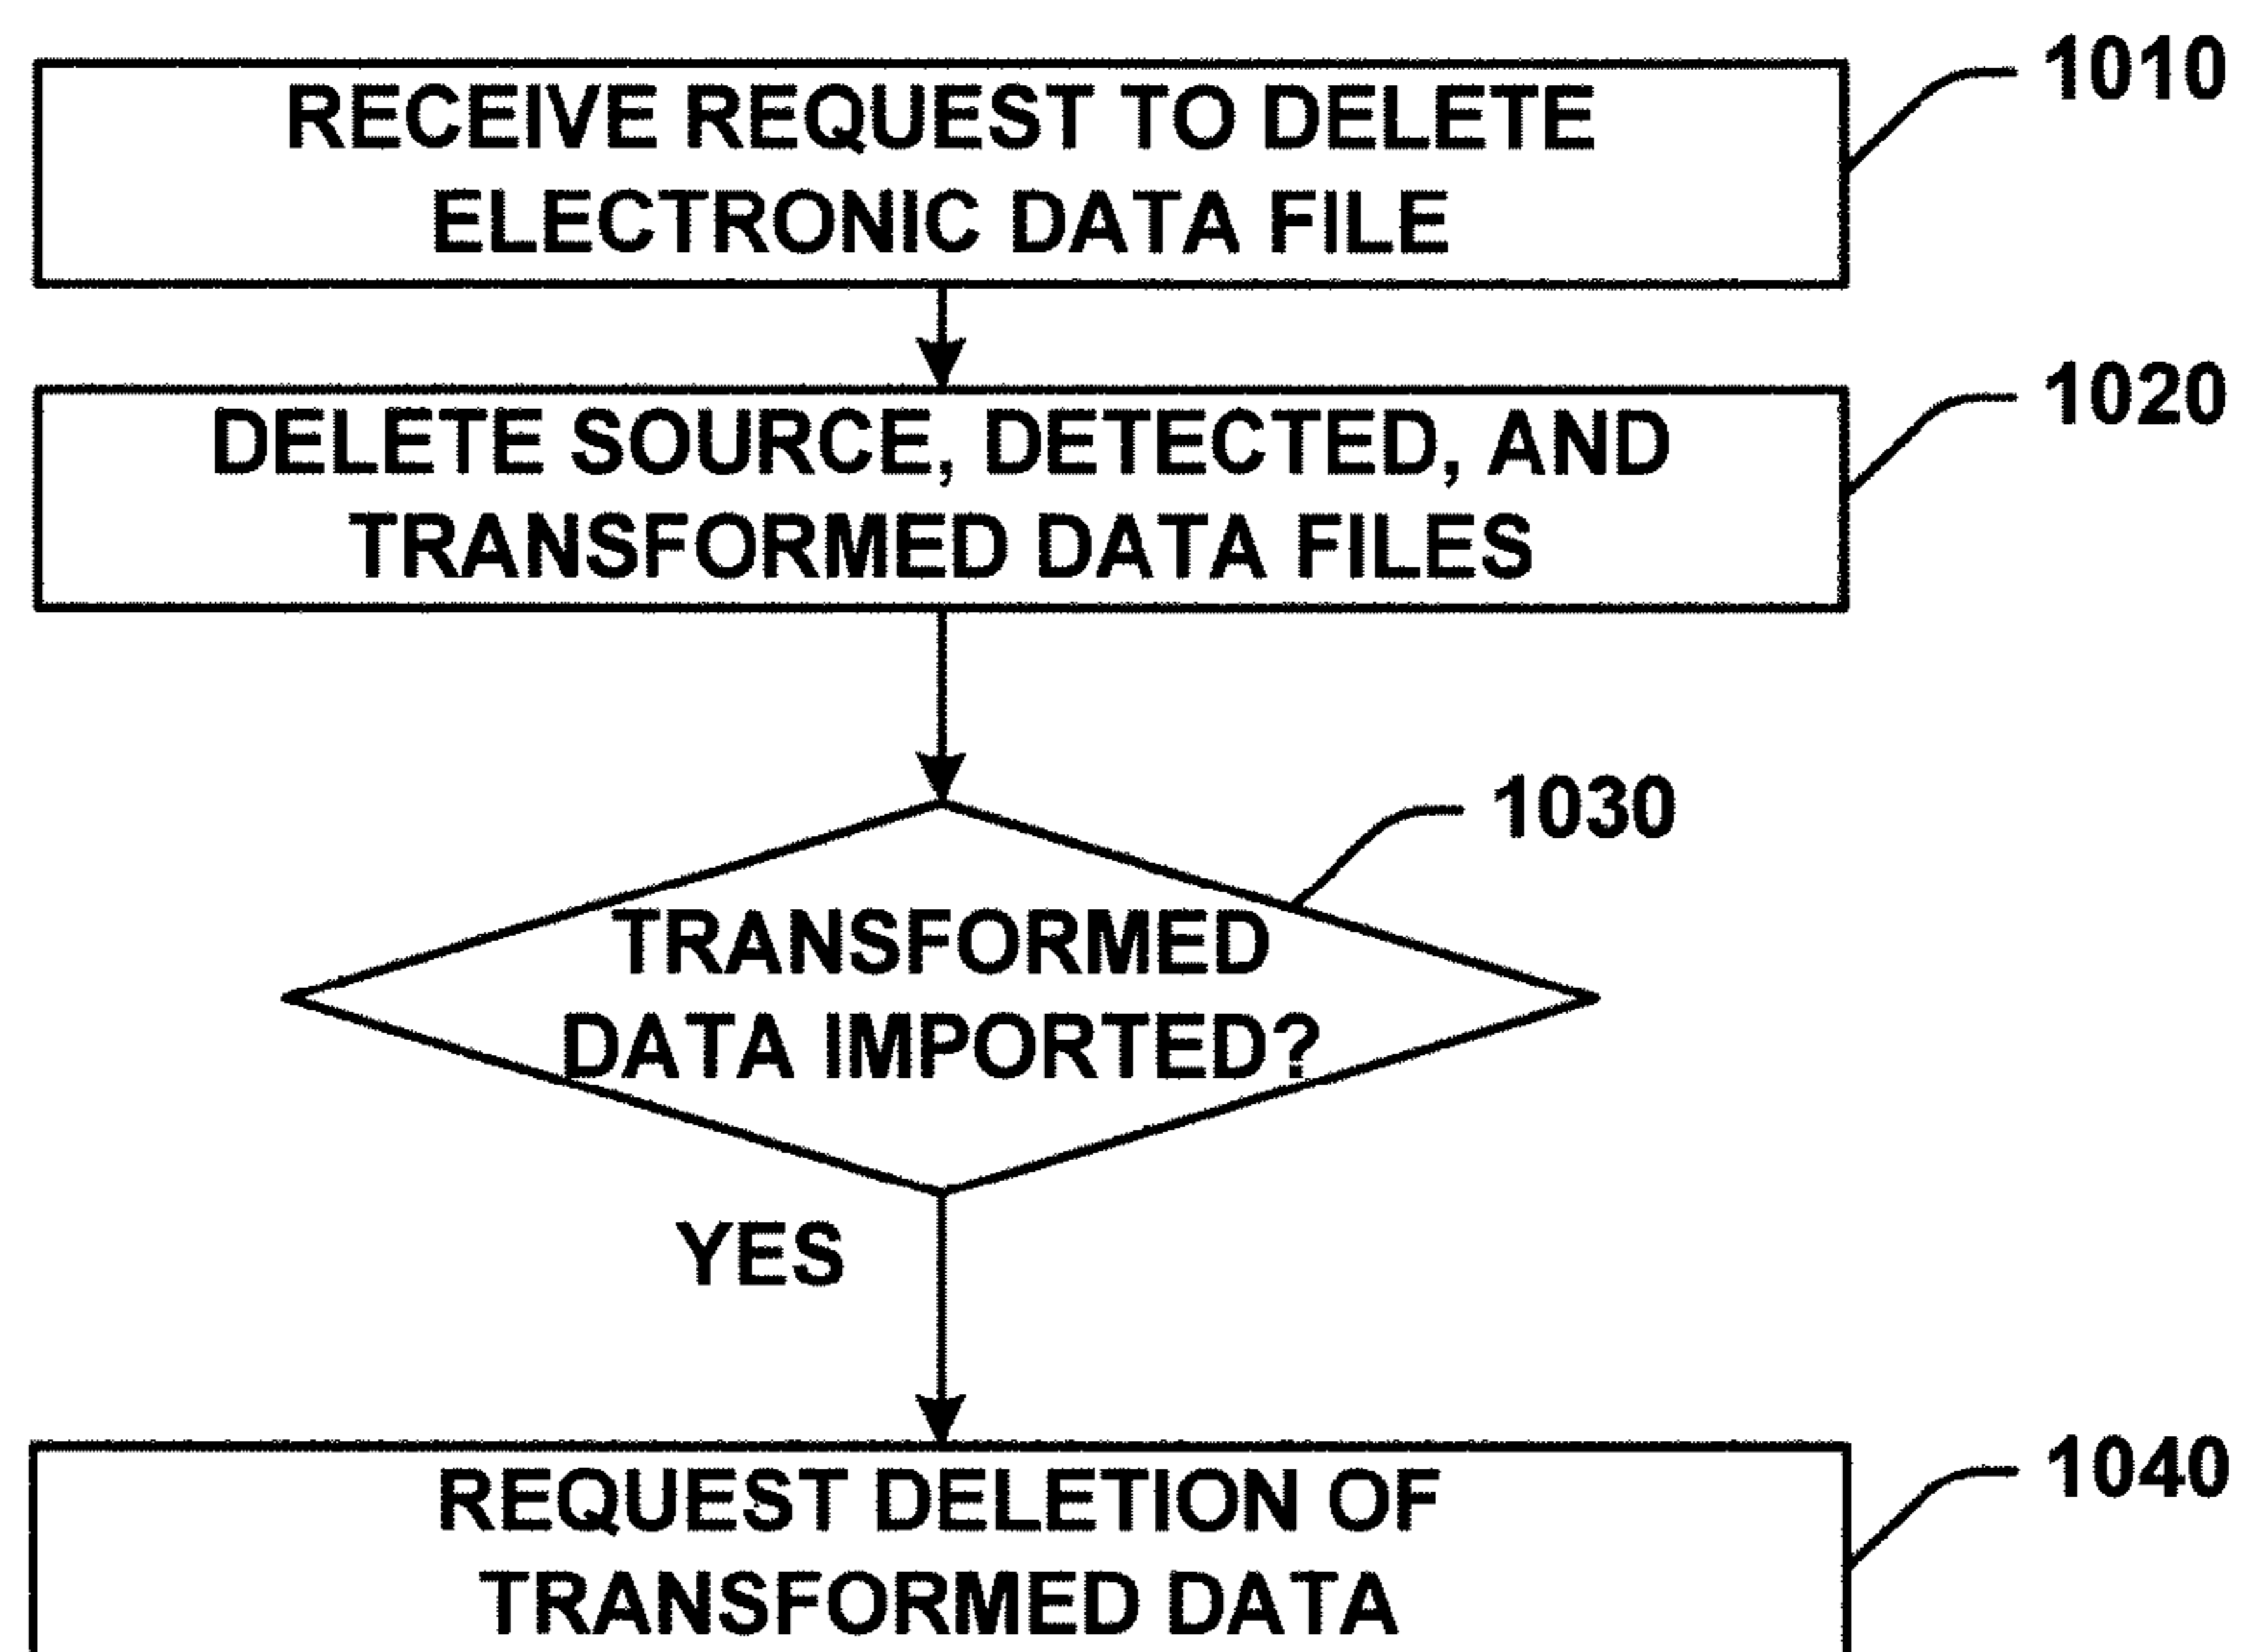 1010
RECEIVE REQUEST TO DELETE
ELECTRONIC DATA FILE
1020
DELETE SOURCE, DETECTED, AND
TRANSFORMED DATA FILES
1030
TRANSFORMED
DATA IMPORTED?
YES
1040
REQUEST DELETION OF
TRANSFORMED DATA